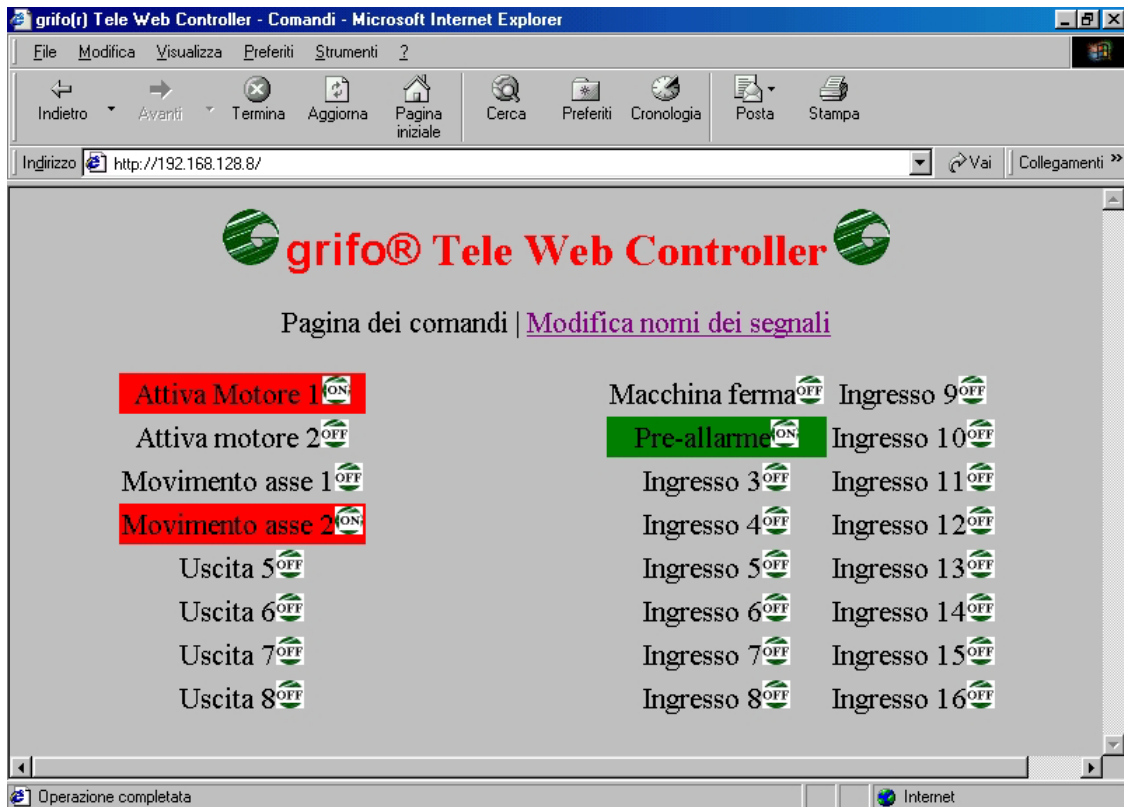 grifo(r) Tele Web Controller - Comandi - Microsoft Internet Explorer
File Modifica Visualizza Preferiti Strumenti ?
Indietro Avanti Termina Aggiorna Pagina iniziale Cerca Preferiti Cronologia Posta Stampa
Indirizzo http://192.168.128.8/ Vai Collegamenti »
grifo® Tele Web Controller
Pagina dei comandi | Modifica nomi dei segnali
Attiva Motore 1 ON Macchina ferma OFF Ingresso 9 OFF
Attiva motore 2 OFF Pre-allarme ON Ingresso 10 OFF
Movimento asse 1 OFF Ingresso 3 OFF Ingresso 11 OFF
Movimento asse 2 ON Ingresso 4 OFF Ingresso 12 OFF
Uscita 5 OFF Ingresso 5 OFF Ingresso 13 OFF
Uscita 6 OFF Ingresso 6 OFF Ingresso 14 OFF
Uscita 7 OFF Ingresso 7 OFF Ingresso 15 OFF
Uscita 8 OFF Ingresso 8 OFF Ingresso 16 OFF
Operazione completata Internet